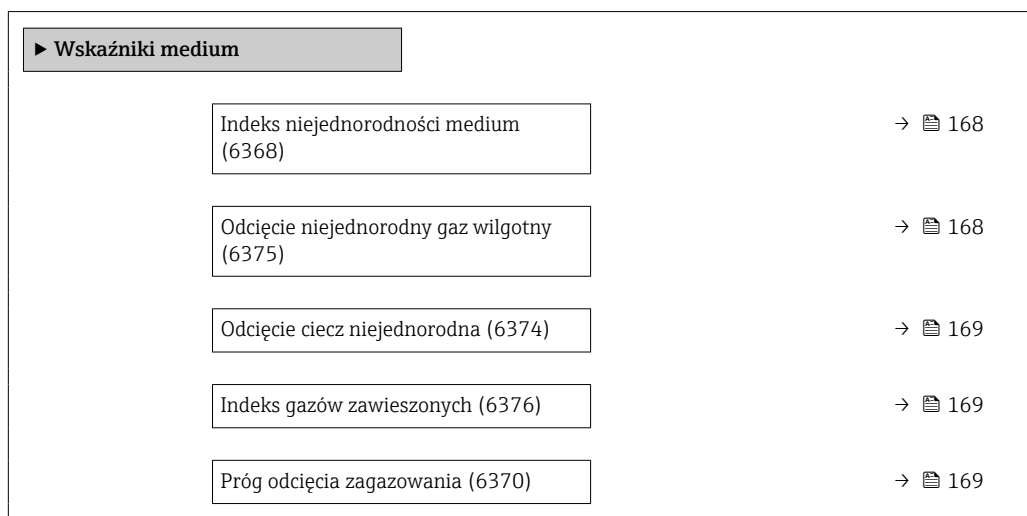 ▶ Wskaźniki medium
Indeks niejednorodności medium → 168
(6368)
Odcięcie niejednorodny gaz wilgotny → 168
(6375)
Odcięcie ciecz niejednorodna (6374) → 169
Indeks gazów zawieszonych (6376) → 169
Próg odcięcia zagazowania (6370) → 169